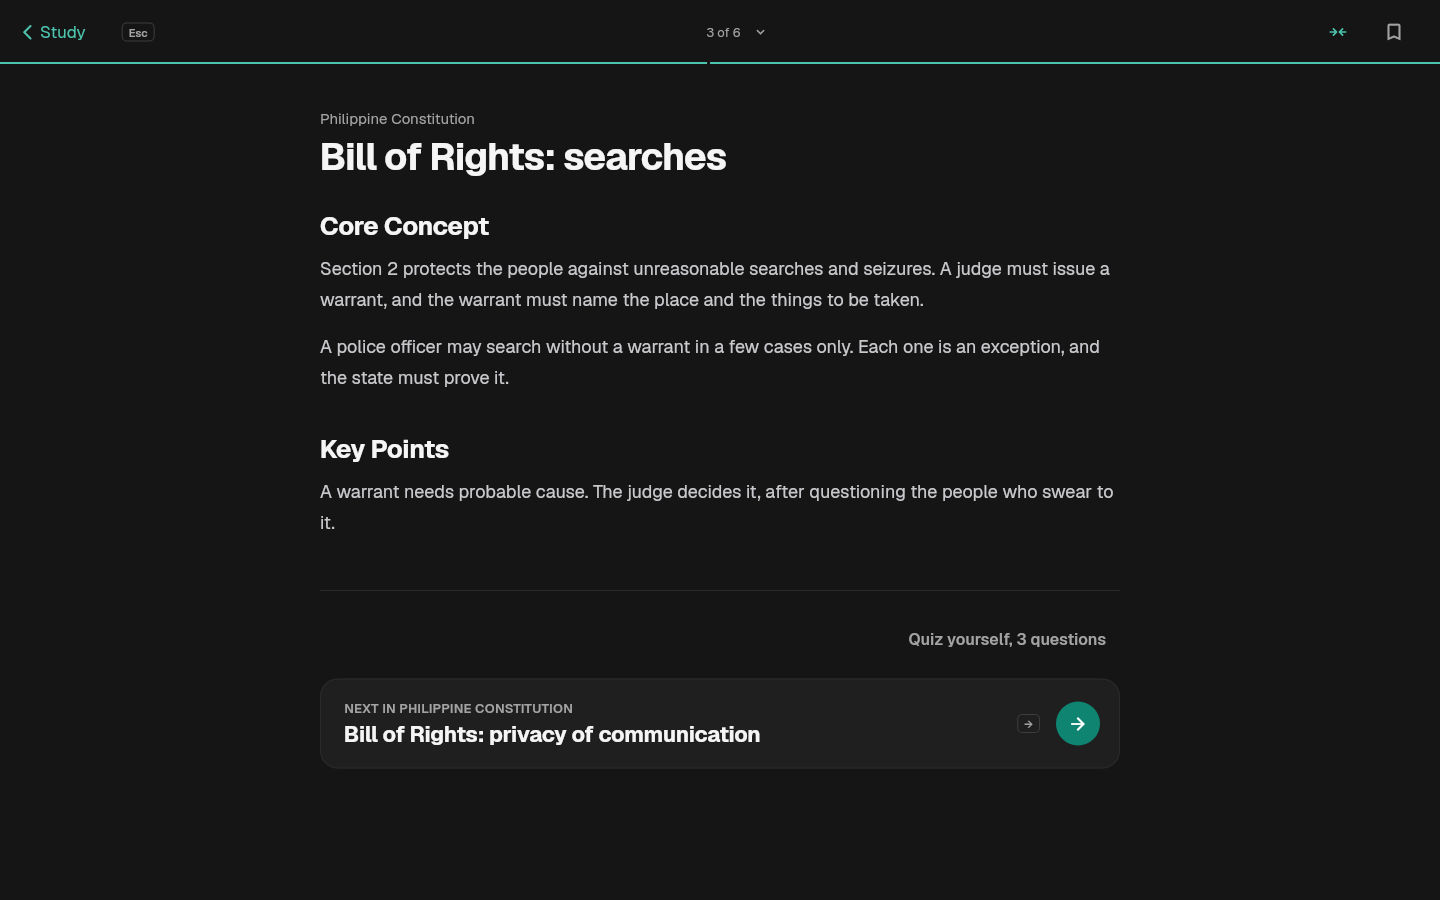 Study
Esc
3 of 6
Philippine Constitution
Bill of Rights: searches
Core Concept
Section 2 protects the people against unreasonable searches and seizures. A judge must issue a
warrant, and the warrant must name the place and the things to be taken.
A police officer may search without a warrant in a few cases only. Each one is an exception, and
the state must prove it.
Key Points
A warrant needs probable cause. The judge decides it, after questioning the people who swear to
it.
Quiz yourself, 3 questions
NEXT IN PHILIPPINE CONSTITUTION
Bill of Rights: privacy of communication